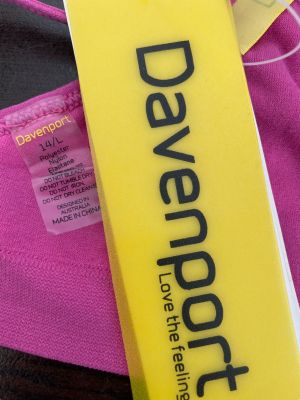 Davenport
14/L
Polyester
Nylon
Elastane
DO NOT BLEACH
DO NOT TUMBLE DRY
DO NOT IRON
DO NOT DRY CLEAN
DESIGNED IN
AUSTRALIA
MADE IN CHINA
Davenport
Love the feeling